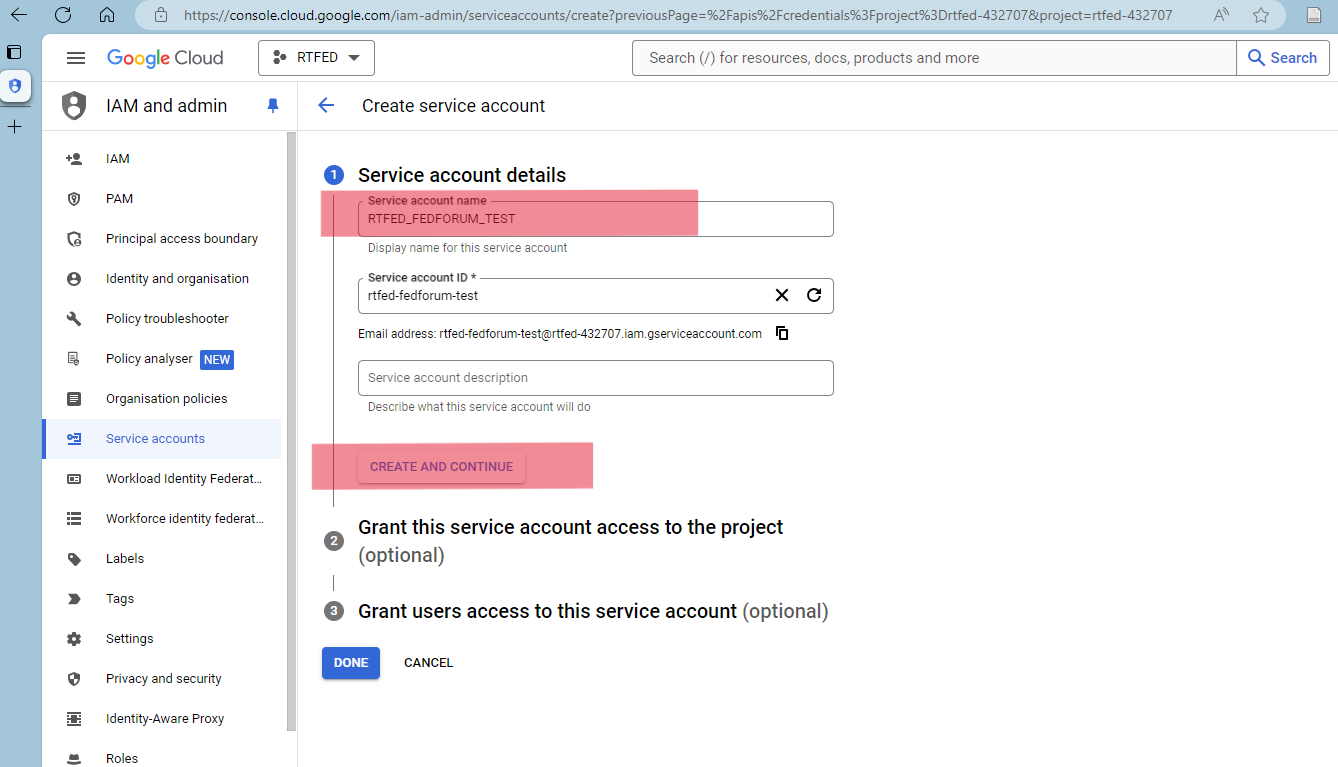 https://console.cloud.google.com/iam-admin/serviceaccounts/create?previousPage=%2Fapis%2Fcredentials%3Fproject%3Drtfed-432707&project=rtfed-432707
Google Cloud
RTFED
Search (/) for resources, docs, products and more
Search
IAM and admin
Create service account
IAM
PAM
Principal access boundary
Identity and organisation
Policy troubleshooter
Policy analyser NEW
Organisation policies
Service accounts
Workload Identity Federat...
Workforce identity federat...
Labels
Tags
Settings
Privacy and security
Identity-Aware Proxy
Roles
1 Service account details
Service account name
RTFED_FEDFORUM_TEST
Display name for this service account
Service account ID *
rtfed-fedforum-test
Email address: rtfed-fedforum-test@rtfed-432707.iam.gserviceaccount.com
Service account description
Describe what this service account will do
CREATE AND CONTINUE
2 Grant this service account access to the project
(optional)
3 Grant users access to this service account (optional)
DONE CANCEL